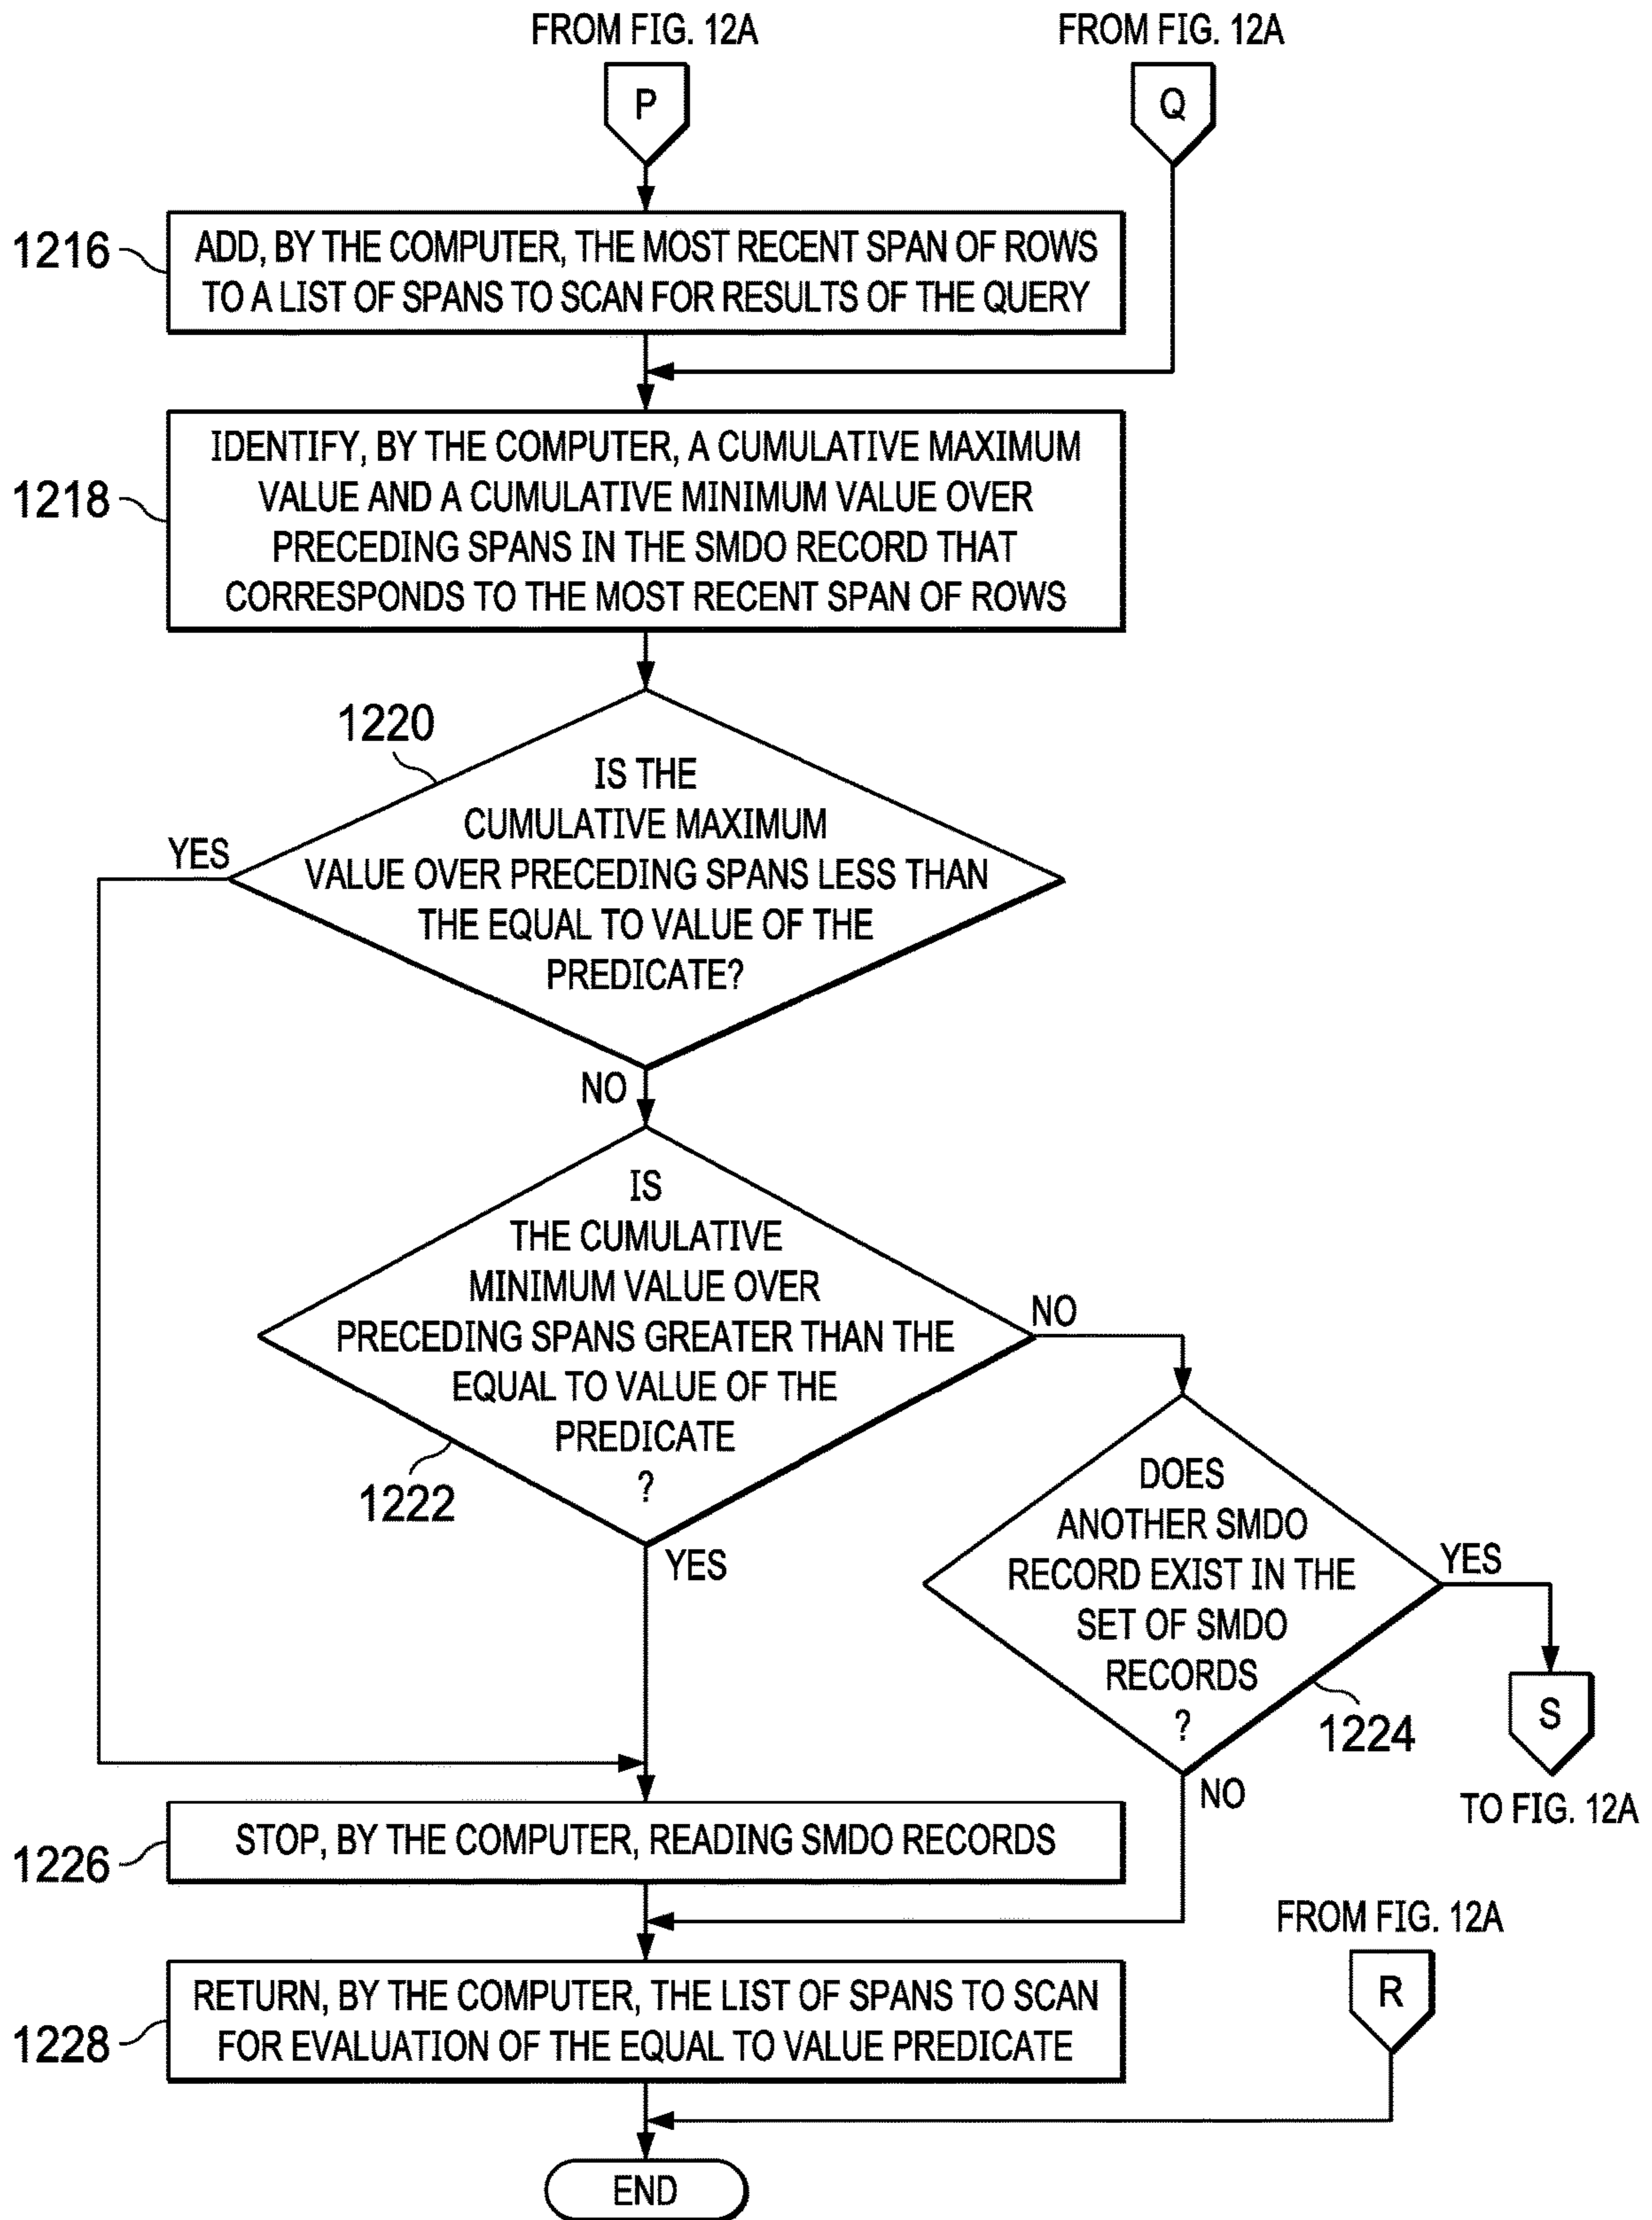 FROM FIG. 12A
FROM FIG. 12A
P
Q
1216
ADD, BY THE COMPUTER, THE MOST RECENT SPAN OF ROWS
TO A LIST OF SPANS TO SCAN FOR RESULTS OF THE QUERY
1218
IDENTIFY, BY THE COMPUTER, A CUMULATIVE MAXIMUM
VALUE AND A CUMULATIVE MINIMUM VALUE OVER
PRECEDING SPANS IN THE SMDO RECORD THAT
CORRESPONDS TO THE MOST RECENT SPAN OF ROWS
1220
IS THE
CUMULATIVE MAXIMUM
VALUE OVER PRECEDING SPANS LESS THAN
THE EQUAL TO VALUE OF THE
PREDICATE?
YES
NO
IS
THE CUMULATIVE
MINIMUM VALUE OVER
PRECEDING SPANS GREATER THAN THE
EQUAL TO VALUE OF THE
PREDICATE
?
1222
NO
YES
DOES
ANOTHER SMDO
RECORD EXIST IN THE
SET OF SMDO
RECORDS
?
1224
YES
S
TO FIG. 12A
NO
1226
STOP, BY THE COMPUTER, READING SMDO RECORDS
FROM FIG. 12A
R
1228
RETURN, BY THE COMPUTER, THE LIST OF SPANS TO SCAN
FOR EVALUATION OF THE EQUAL TO VALUE PREDICATE
END